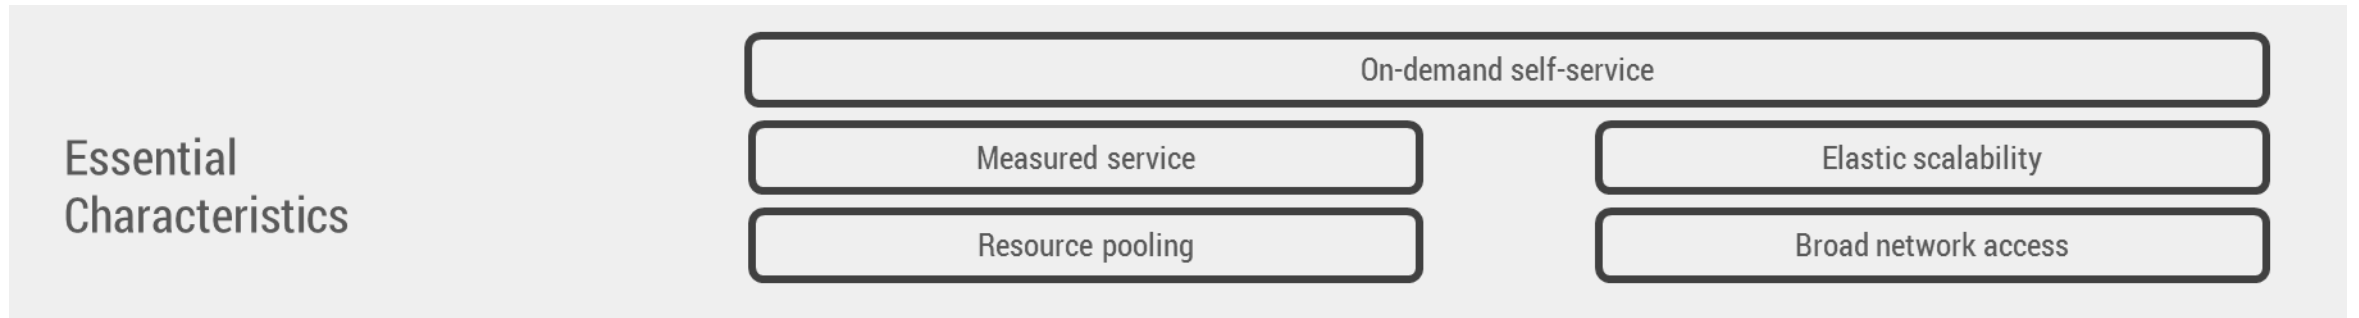 On-demand self-service
Essential
Characteristics
Measured service
Elastic scalability
Resource pooling
Broad network access